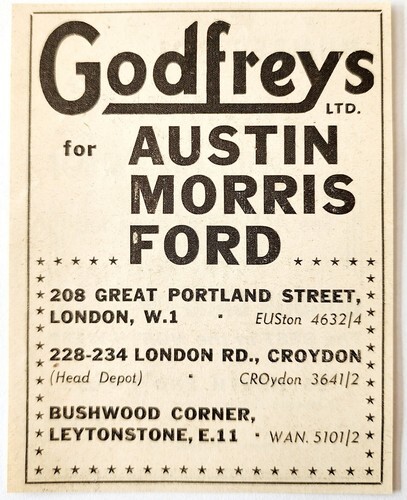 Godfreys
LTD.
for AUSTIN
MORRIS
FORD
208 GREAT PORTLAND STREET,
LONDON, W.1 · EUSton 4632/4
228-234 LONDON RD., CROYDON
(Head Depot) · CROydon 3641/2
BUSHWOOD CORNER,
LEYTONSTONE, E.11 · WAN. 5101/2